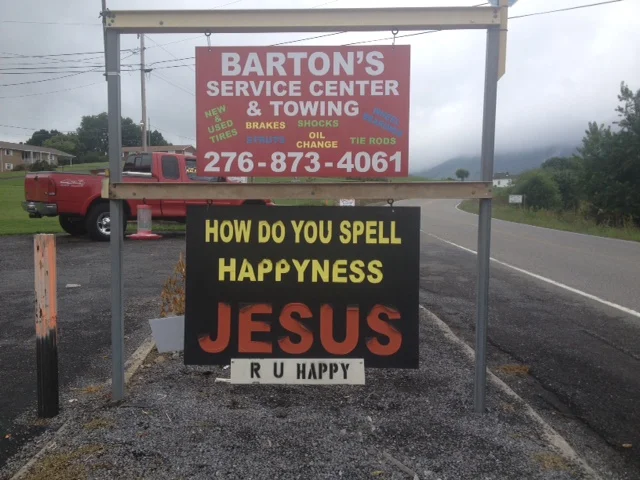 BARTON'S
SERVICE CENTER
& TOWING
NEW
& USED
TIRES
BRAKES SHOCKS
STRUTS OIL
CHANGE TIE RODS
276-873-4061
HOW DO YOU SPELL
HAPPYNESS
JESUS
R U HAPPY